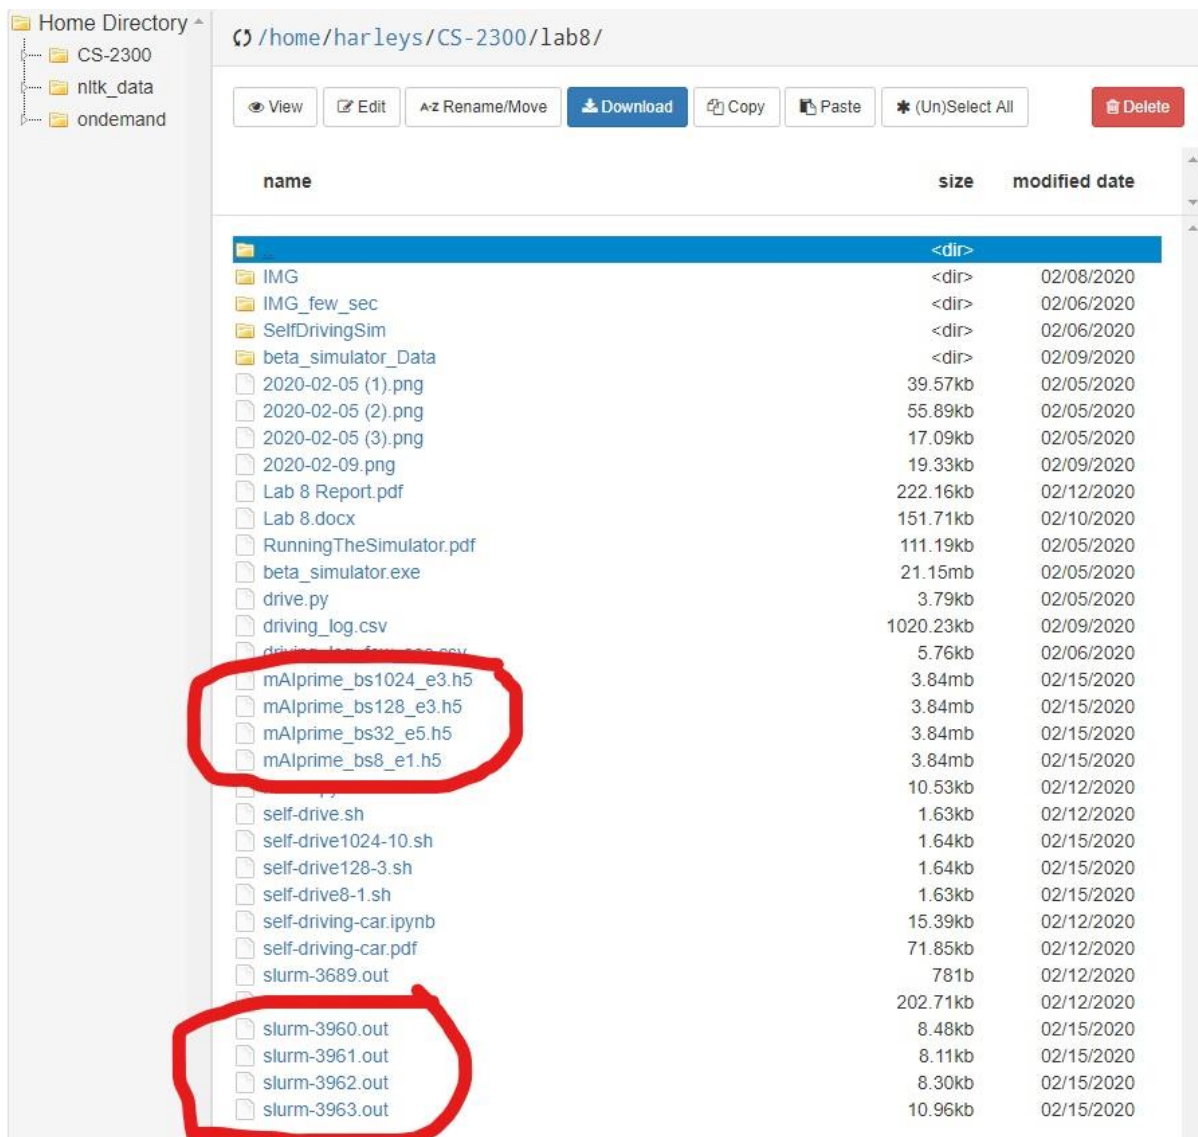 Home Directory
CS-2300
nltk_data
ondemand
/home/harleys/CS-2300/lab8/
View Edit A-Z Rename/Move Download Copy Paste (Un)Select All Delete
name size modified date
.. <dir>
IMG <dir> 02/08/2020
IMG_few_sec <dir> 02/06/2020
SelfDrivingSim <dir> 02/06/2020
beta_simulator_Data <dir> 02/09/2020
2020-02-05 (1).png 39.57kb 02/05/2020
2020-02-05 (2).png 55.89kb 02/05/2020
2020-02-05 (3).png 17.09kb 02/05/2020
2020-02-09.png 19.33kb 02/09/2020
Lab 8 Report.pdf 222.16kb 02/12/2020
Lab 8.docx 151.71kb 02/10/2020
RunningTheSimulator.pdf 111.19kb 02/05/2020
beta_simulator.exe 21.15mb 02/05/2020
drive.py 3.79kb 02/05/2020
driving_log.csv 1020.23kb 02/09/2020
driving_log_few_sec.csv 5.76kb 02/06/2020
mAIprime_bs1024_e3.h5 3.84mb 02/15/2020
mAIprime_bs128_e3.h5 3.84mb 02/15/2020
mAIprime_bs32_e5.h5 3.84mb 02/15/2020
mAIprime_bs8_e1.h5 3.84mb 02/15/2020
10.53kb 02/12/2020
self-drive.sh 1.63kb 02/12/2020
self-drive1024-10.sh 1.64kb 02/15/2020
self-drive128-3.sh 1.64kb 02/15/2020
self-drive8-1.sh 1.63kb 02/15/2020
self-driving-car.ipynb 15.39kb 02/12/2020
self-driving-car.pdf 71.85kb 02/12/2020
slurm-3689.out 781b 02/12/2020
202.71kb 02/12/2020
slurm-3960.out 8.48kb 02/15/2020
slurm-3961.out 8.11kb 02/15/2020
slurm-3962.out 8.30kb 02/15/2020
slurm-3963.out 10.96kb 02/15/2020